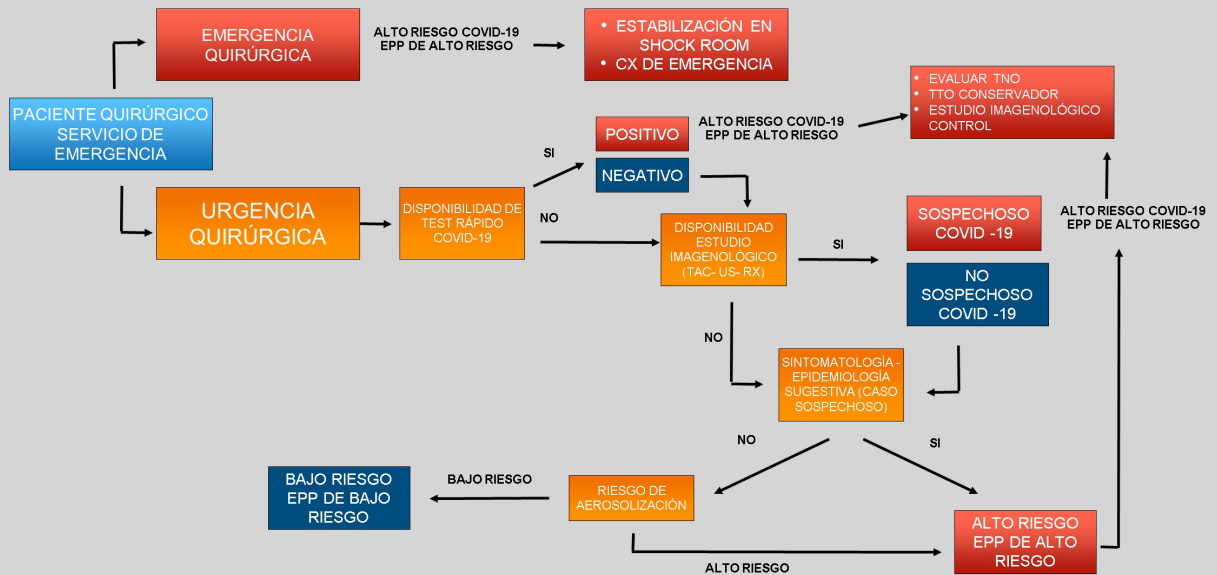 EMERGENCIA
QUIRÚRGICA
ALTO RIESGO COVID-19
EPP DE ALTO RIESGO
• ESTABILIZACIÓN EN
SHOCK ROOM
• CX DE EMERGENCIA
PACIENTE QUIRÚRGICO
SERVICIO DE
EMERGENCIA
• EVALUAR TNO
• TTO CONSERVADOR
• ESTUDIO IMAGENOLÓGICO
CONTROL
ALTO RIESGO COVID-19
EPP DE ALTO RIESGO
POSITIVO
SI
NEGATIVO
URGENCIA
QUIRÚRGICA
DISPONIBILIDAD DE
TEST RÁPIDO
COVID-19
NO
DISPONIBILIDAD
ESTUDIO
IMAGENOLÓGICO
(TAC- US- RX)
SI
SOSPECHOSO
COVID -19
NO
SOSPECHOSO
COVID -19
ALTO RIESGO COVID-19
EPP DE ALTO RIESGO
NO
SINTOMATOLOGÍA -
EPIDEMIOLOGÍA
SUGESTIVA (CASO
SOSPECHOSO)
NO
SI
BAJO RIESGO
EPP DE BAJO
RIESGO
BAJO RIESGO
RIESGO DE
AEROSOLIZACIÓN
ALTO RIESGO
ALTO RIESGO
EPP DE ALTO
RIESGO